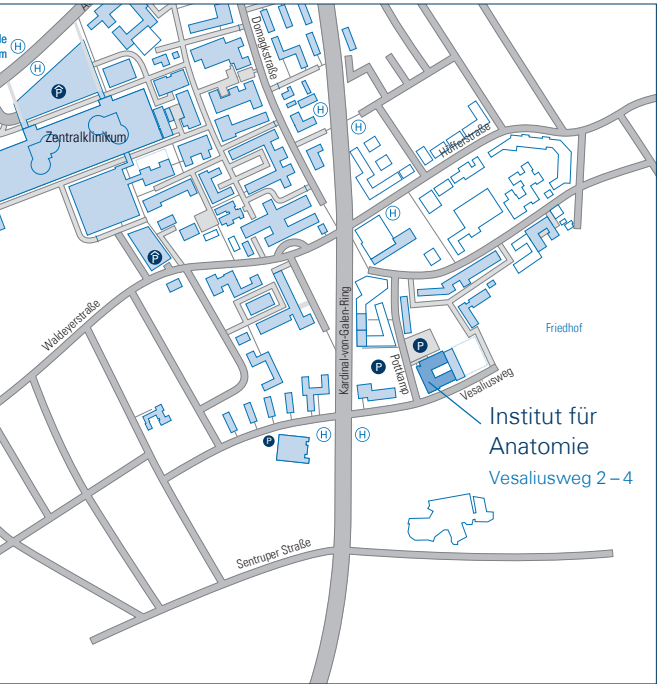 H
H
P
Zentralklinikum
Domagkstraße
H
H
Hüfferstraße
H
P
Waldeyerstraße
Kardinal-von-Galen-Ring
Friedhof
P
P
Pottkamp
Vesaliusweg
Institut für
Anatomie
Vesaliusweg 2 – 4
P
H
H
Sentruper Straße